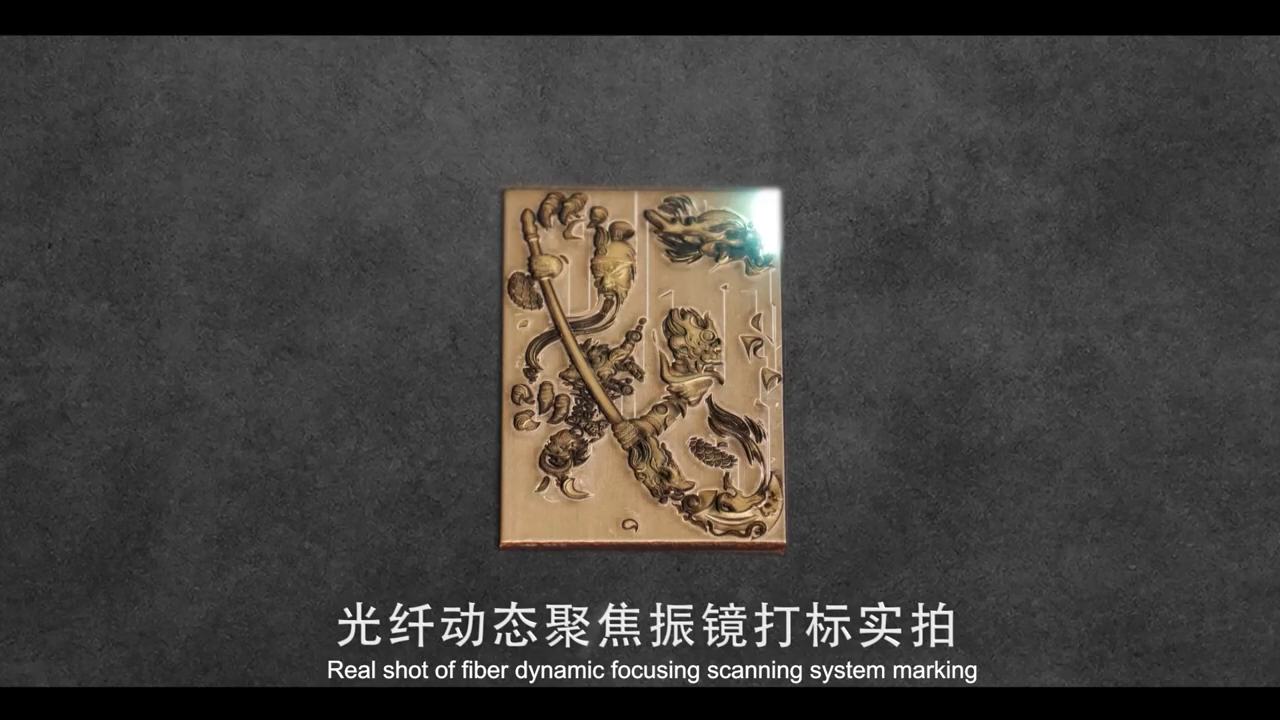 光纤动态聚焦振镜打标实拍
Real shot of fiber dynamic focusing scanning system marking